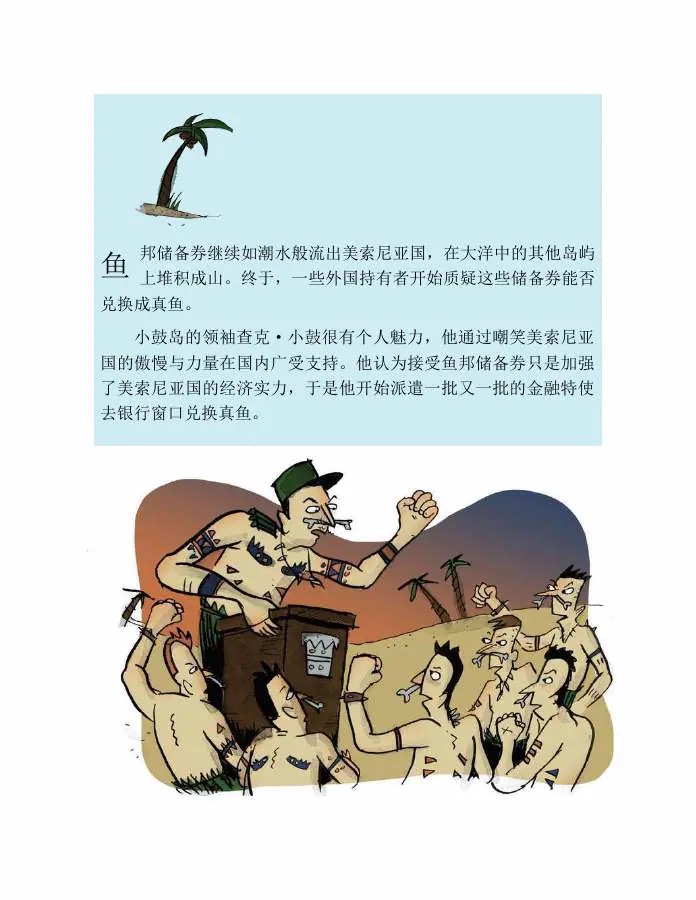 鱼邦储备券继续如潮水般流出美索尼亚国，在大洋中的其他岛屿
上堆积成山。终于，一些外国持有者开始质疑这些储备券能否
兑换成真鱼。
小鼓岛的领袖查克·小鼓很有个人魅力，他通过嘲笑美索尼亚
国的傲慢与力量在国内广受支持。他认为接受鱼邦储备券只是加强
了美索尼亚国的经济实力，于是他开始派遣一批又一批的金融特使
去银行窗口兑换真鱼。